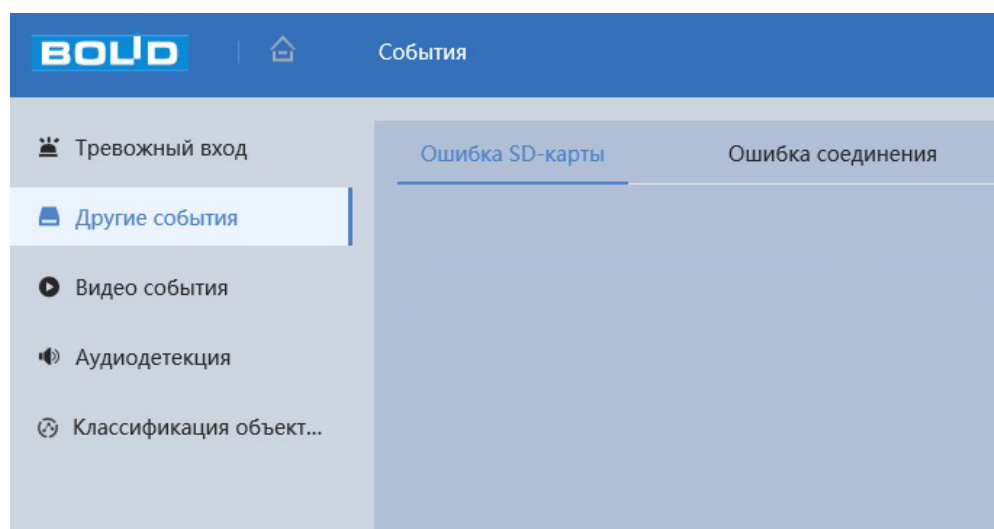 BOLID
События
Тревожный вход
Другие события
Видео события
Аудиодетекция
Классификация объект...
Ошибка SD-карты
Ошибка соединения